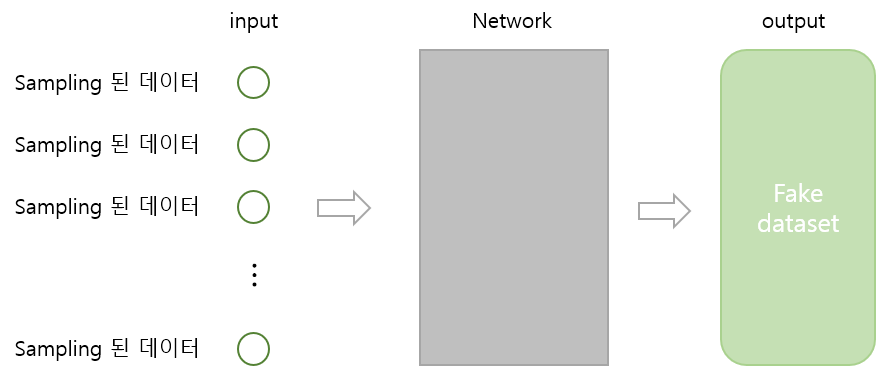 input
Network
output
Sampling 된 데이터
Sampling 된 데이터
Sampling 된 데이터
Sampling 된 데이터
Fake
dataset